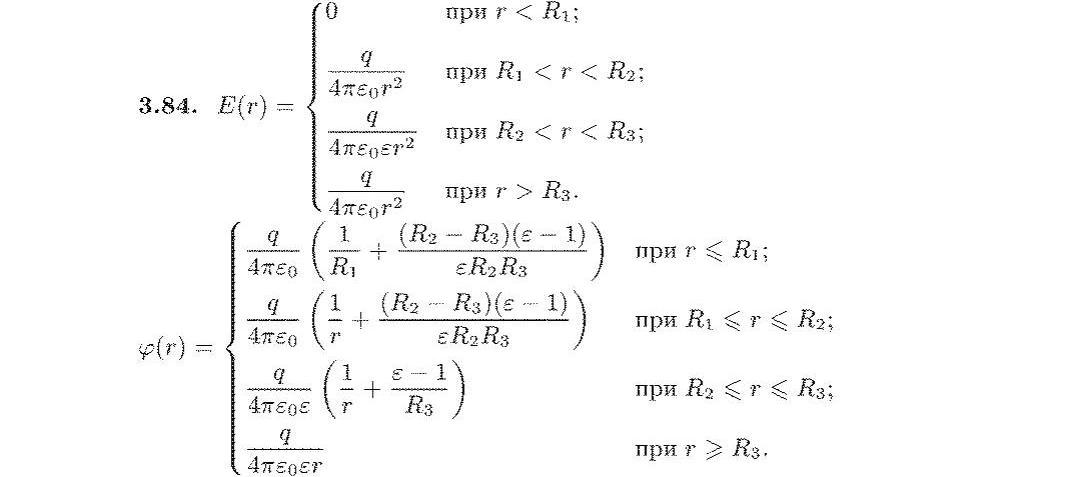 3.84. E(r) = { 0 при r < R₁;
q/(4πε₀r²) при R₁ < r < R₂;
q/(4πε₀εr²) при R₂ < r < R₃;
q/(4πε₀r²) при r > R₃.
φ(r) = { q/(4πε₀) (1/R₁ + (R₂ − R₃)(ε − 1)/(εR₂R₃)) при r ⩽ R₁;
q/(4πε₀) (1/r + (R₂ − R₃)(ε − 1)/(εR₂R₃)) при R₁ ⩽ r ⩽ R₂;
q/(4πε₀ε) (1/r + (ε − 1)/R₃) при R₂ ⩽ r ⩽ R₃;
q/(4πε₀εr) при r ⩾ R₃.